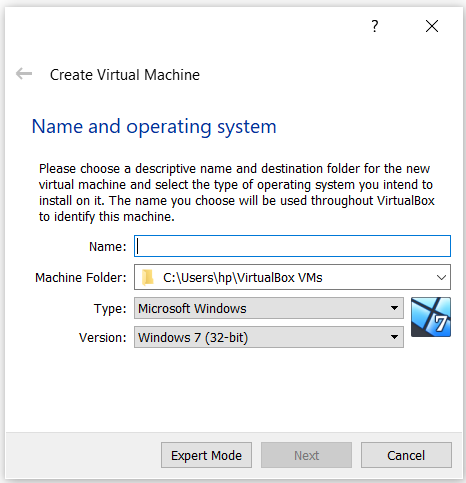 ?
Create Virtual Machine
Name and operating system
Please choose a descriptive name and destination folder for the new
virtual machine and select the type of operating system you intend to
install on it. The name you choose will be used throughout VirtualBox
to identify this machine.
Name:
Machine Folder: C:\Users\hp\VirtualBox VMs
Type: Microsoft Windows
Version: Windows 7 (32-bit)
7
Expert Mode Next Cancel